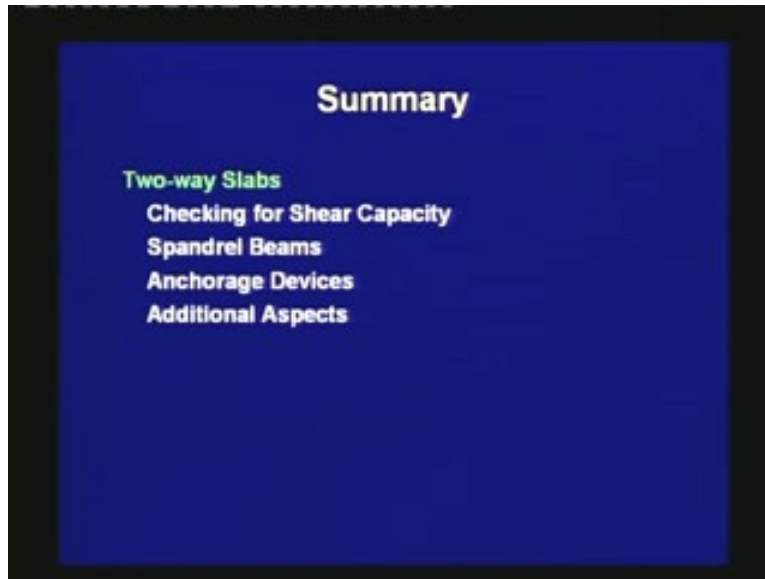 Summary
Two-way Slabs
Checking for Shear Capacity
Spandrel Beams
Anchorage Devices
Additional Aspects